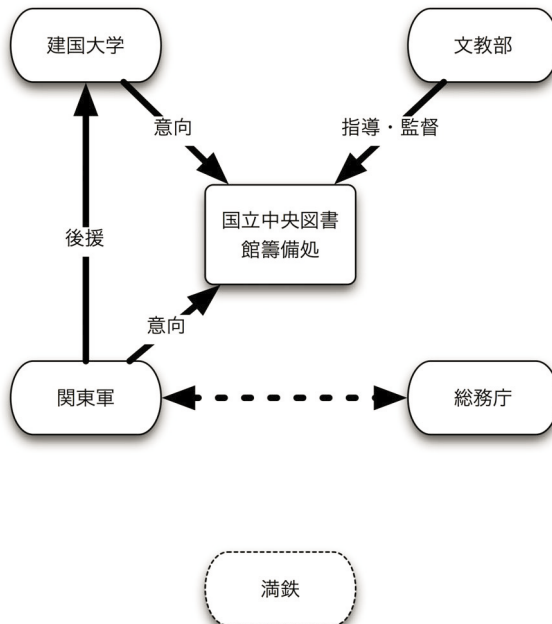 建国大学
文教部
意向
指導・監督
国立中央図書
館籌備処
後援
意向
関東軍
総務庁
満鉄